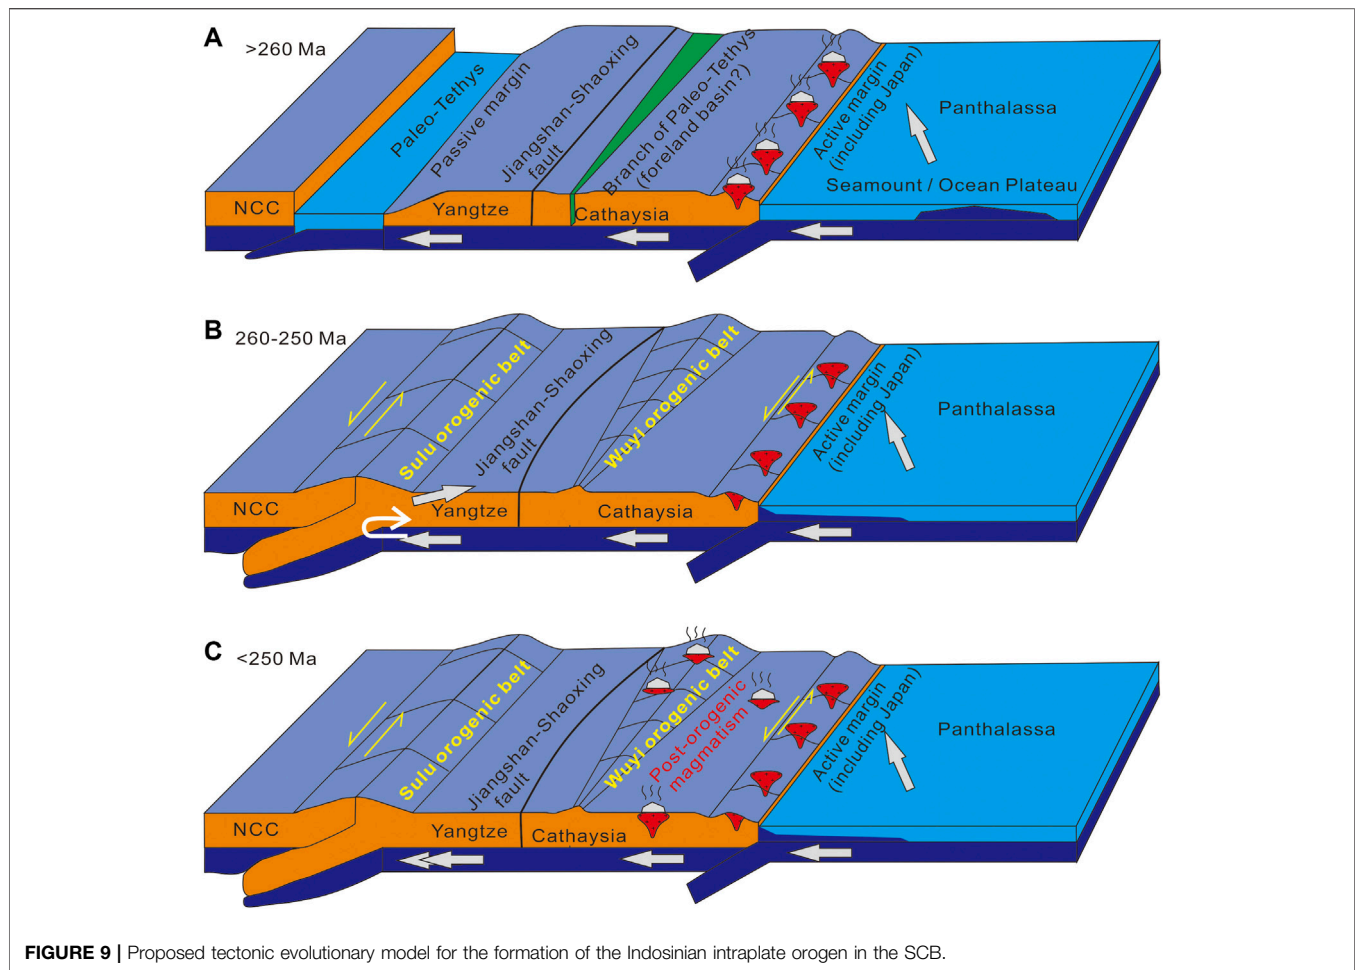 A
>260 Ma
Paleo-Tethys
Passive margin
Jiangshan-Shaoxing
fault
Branch of Paleo-Tethys
(foreland basin?)
Active margin
(including Japan)
Panthalassa
Seamount / Ocean Plateau
NCC
Yangtze
Cathaysia
B
260-250 Ma
Sulu orogenic belt
Jiangshan-Shaoxing
fault
Wuyi orogenic belt
Active margin
(including Japan)
Panthalassa
NCC
Yangtze
Cathaysia
C
<250 Ma
Sulu orogenic belt
Jiangshan-Shaoxing
fault
Wuyi orogenic belt
Post-orogenic
magmatism
Active margin
(including Japan)
Panthalassa
NCC
Yangtze
Cathaysia
FIGURE 9 | Proposed tectonic evolutionary model for the formation of the Indosinian intraplate orogen in the SCB.